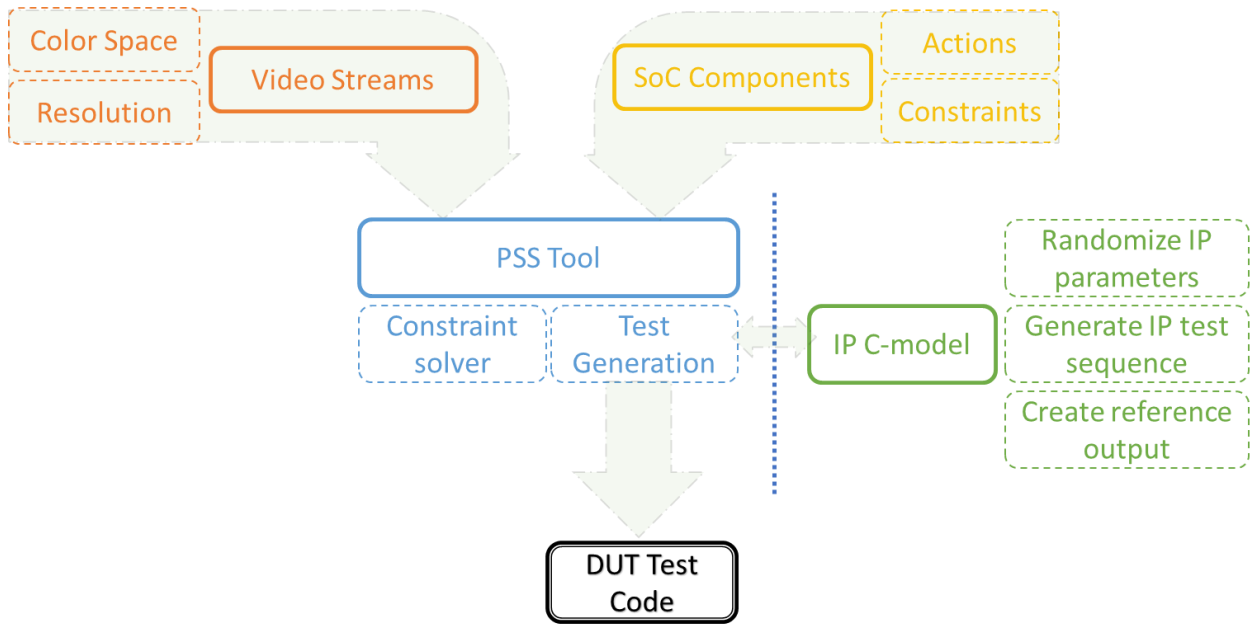 Color Space
Resolution
Video Streams
SoC Components
Actions
Constraints
PSS Tool
Constraint
solver
Test
Generation
IP C-model
Randomize IP
parameters
Generate IP test
sequence
Create reference
output
DUT Test
Code